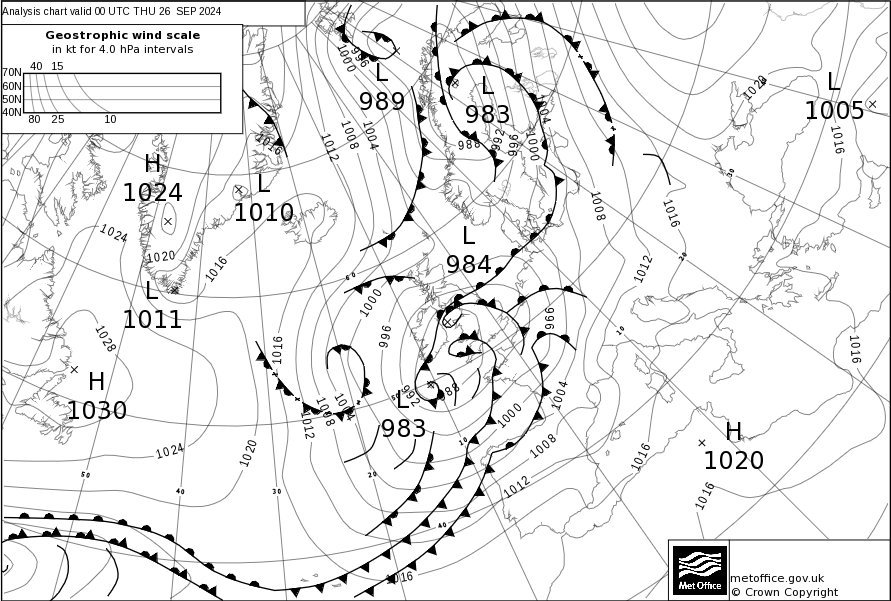 Analysis chart valid 00 UTC THU 26 SEP 2024
Geostrophic wind scale
in kt for 4.0 hPa intervals
40 15
70N
60N
50N
40N
80 25 10
L
989
L
983
L
1005
H
1024
L
1010
L
984
L
1011
H
1030
L
983
H
1020
996
1000
1004
1008
1012
1016
988
992
996
1000
1004
1020
1016
1016
1008
1016
1012
1024
1020
1016
1028
1000
996
996
1016
1016
1012
1008
1004
992
988
1000
1004
1008
1012
1016
1016
1024
1020
1016
50
40
30
20
10
40
60
10
20
30
Met Office
metoffice.gov.uk
© Crown Copyright